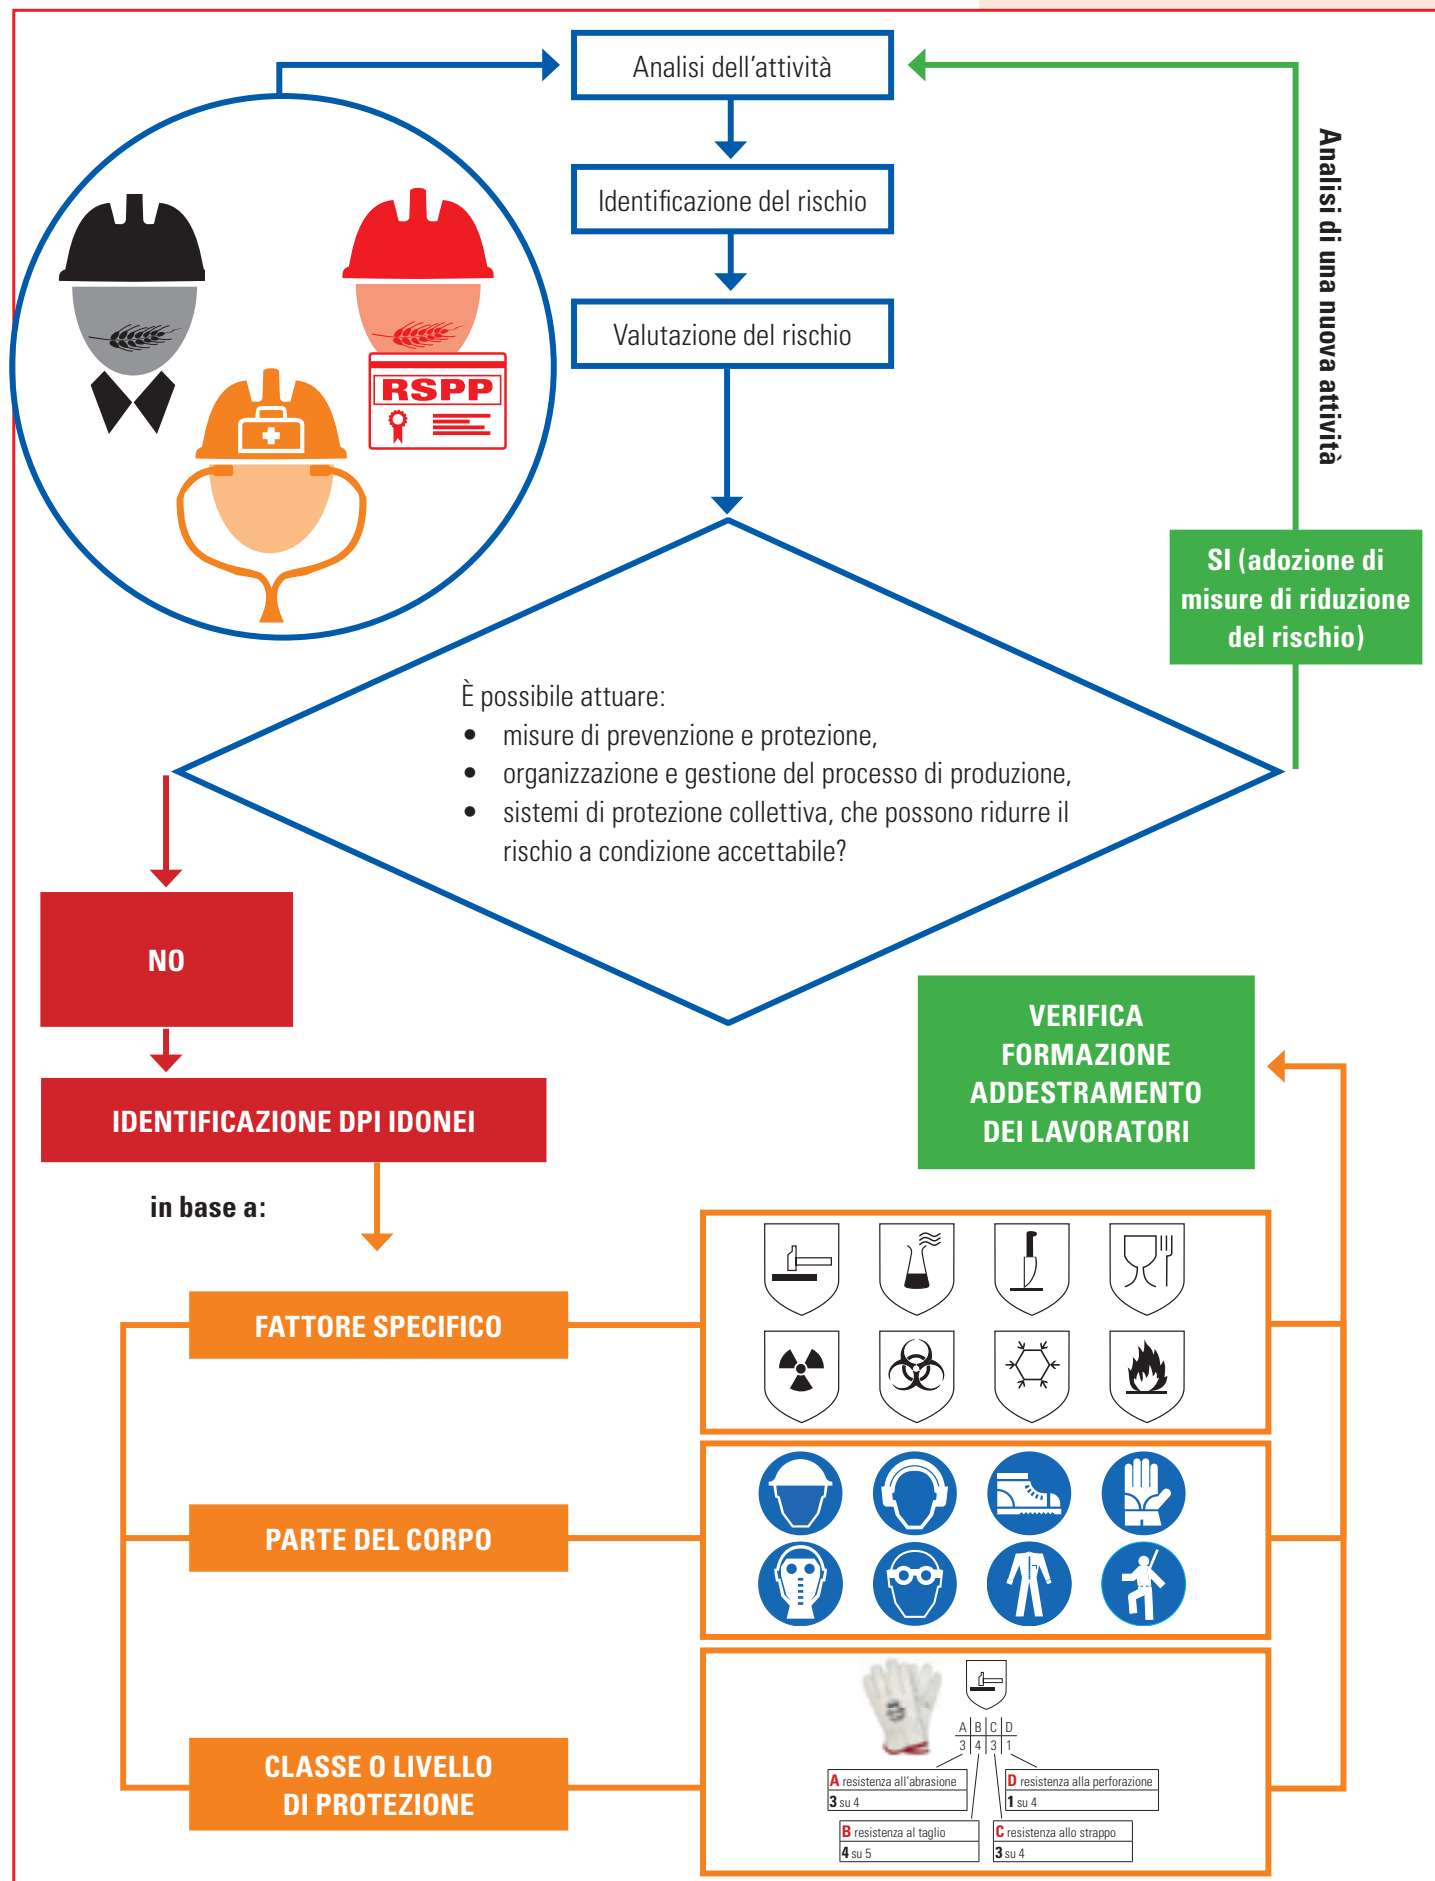 Analisi dell'attività
Identificazione del rischio
Valutazione del rischio
RSPP
Analisi di una nuova attività
SI (adozione di
misure di riduzione
del rischio)
È possibile attuare:
• misure di prevenzione e protezione,
• organizzazione e gestione del processo di produzione,
• sistemi di protezione collettiva, che possono ridurre il
rischio a condizione accettabile?
NO
IDENTIFICAZIONE DPI IDONEI
in base a:
VERIFICA
FORMAZIONE
ADDESTRAMENTO
DEI LAVORATORI
FATTORE SPECIFICO
PARTE DEL CORPO
CLASSE O LIVELLO
DI PROTEZIONE
A B C D
3 4 3 1
A resistenza all'abrasione
3 su 4
D resistenza alla perforazione
1 su 4
B resistenza al taglio
4 su 5
C resistenza allo strappo
3 su 4